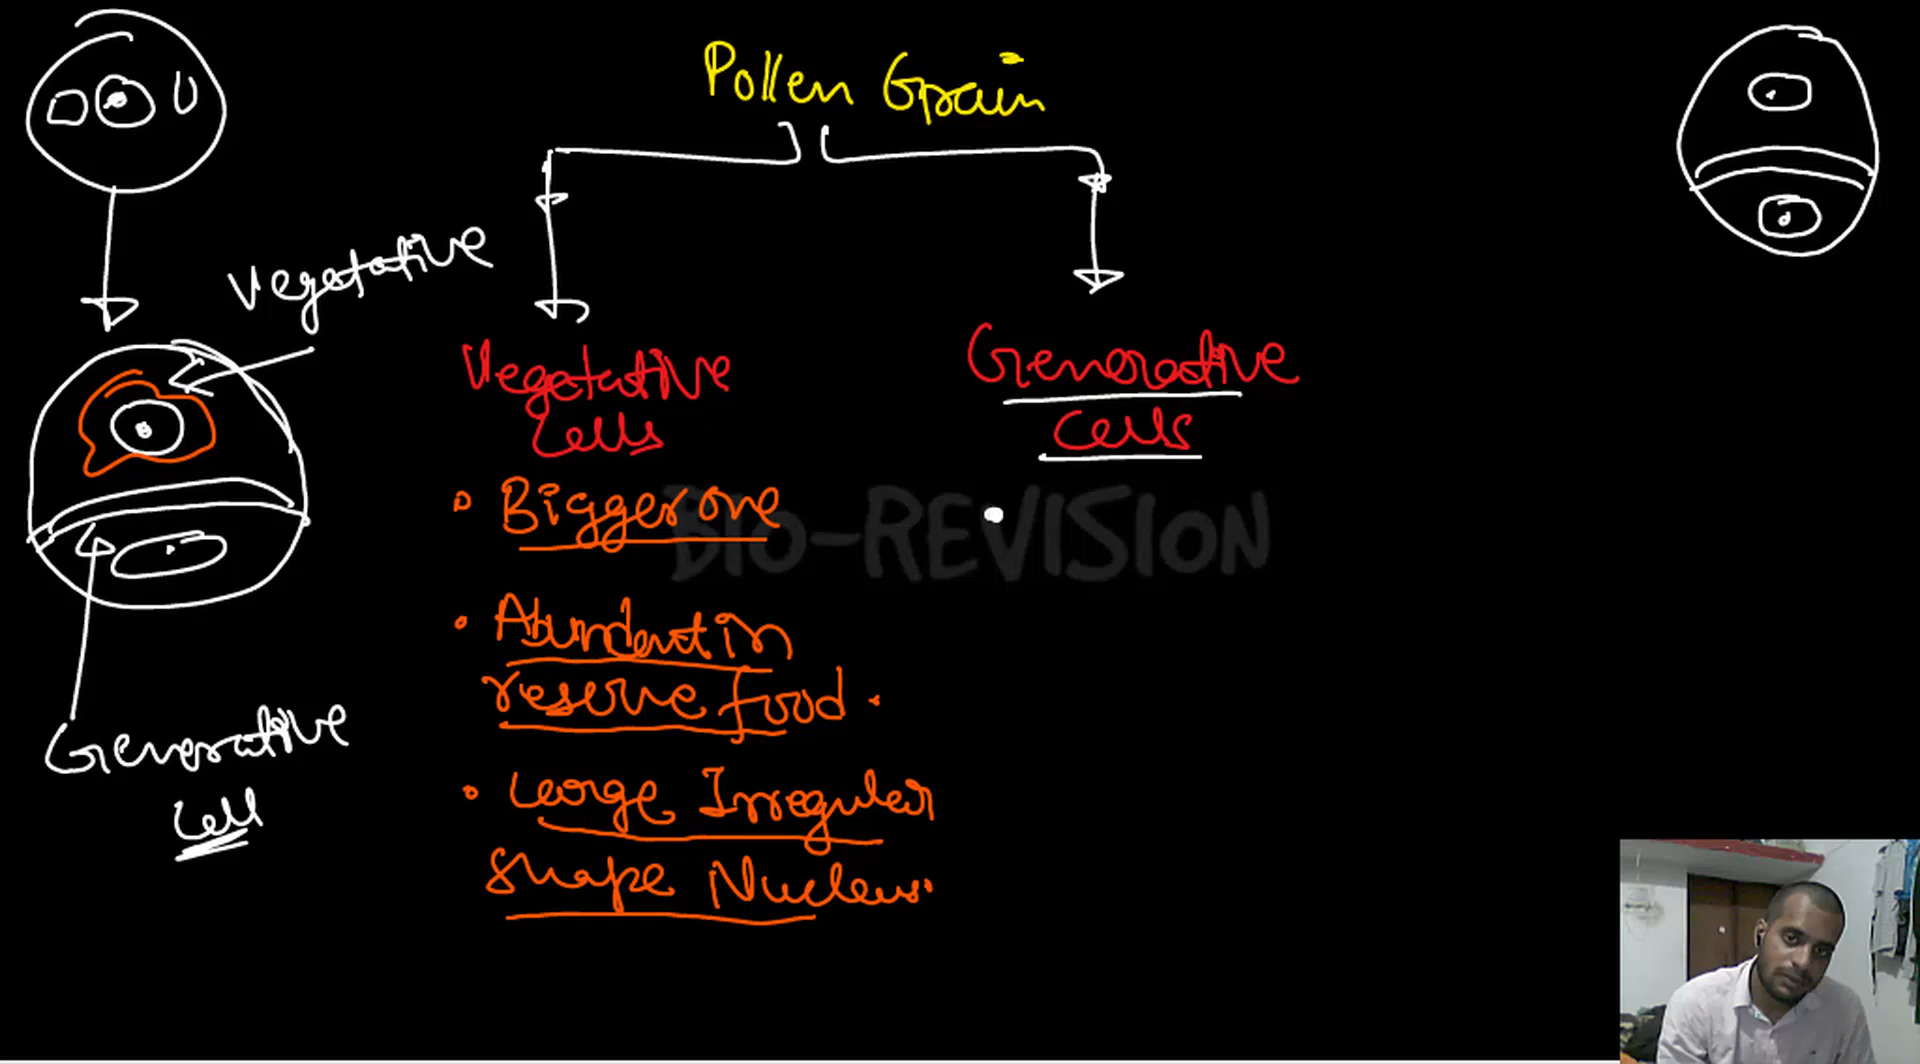 Pollen Grain
Vegetative
Vegetative
Cells
Generative
Cells
• Bigger one
BIO-REVISION
• Abundant in
reserve food.
• Large Irregular
shape Nucleus.
Generative
Cell